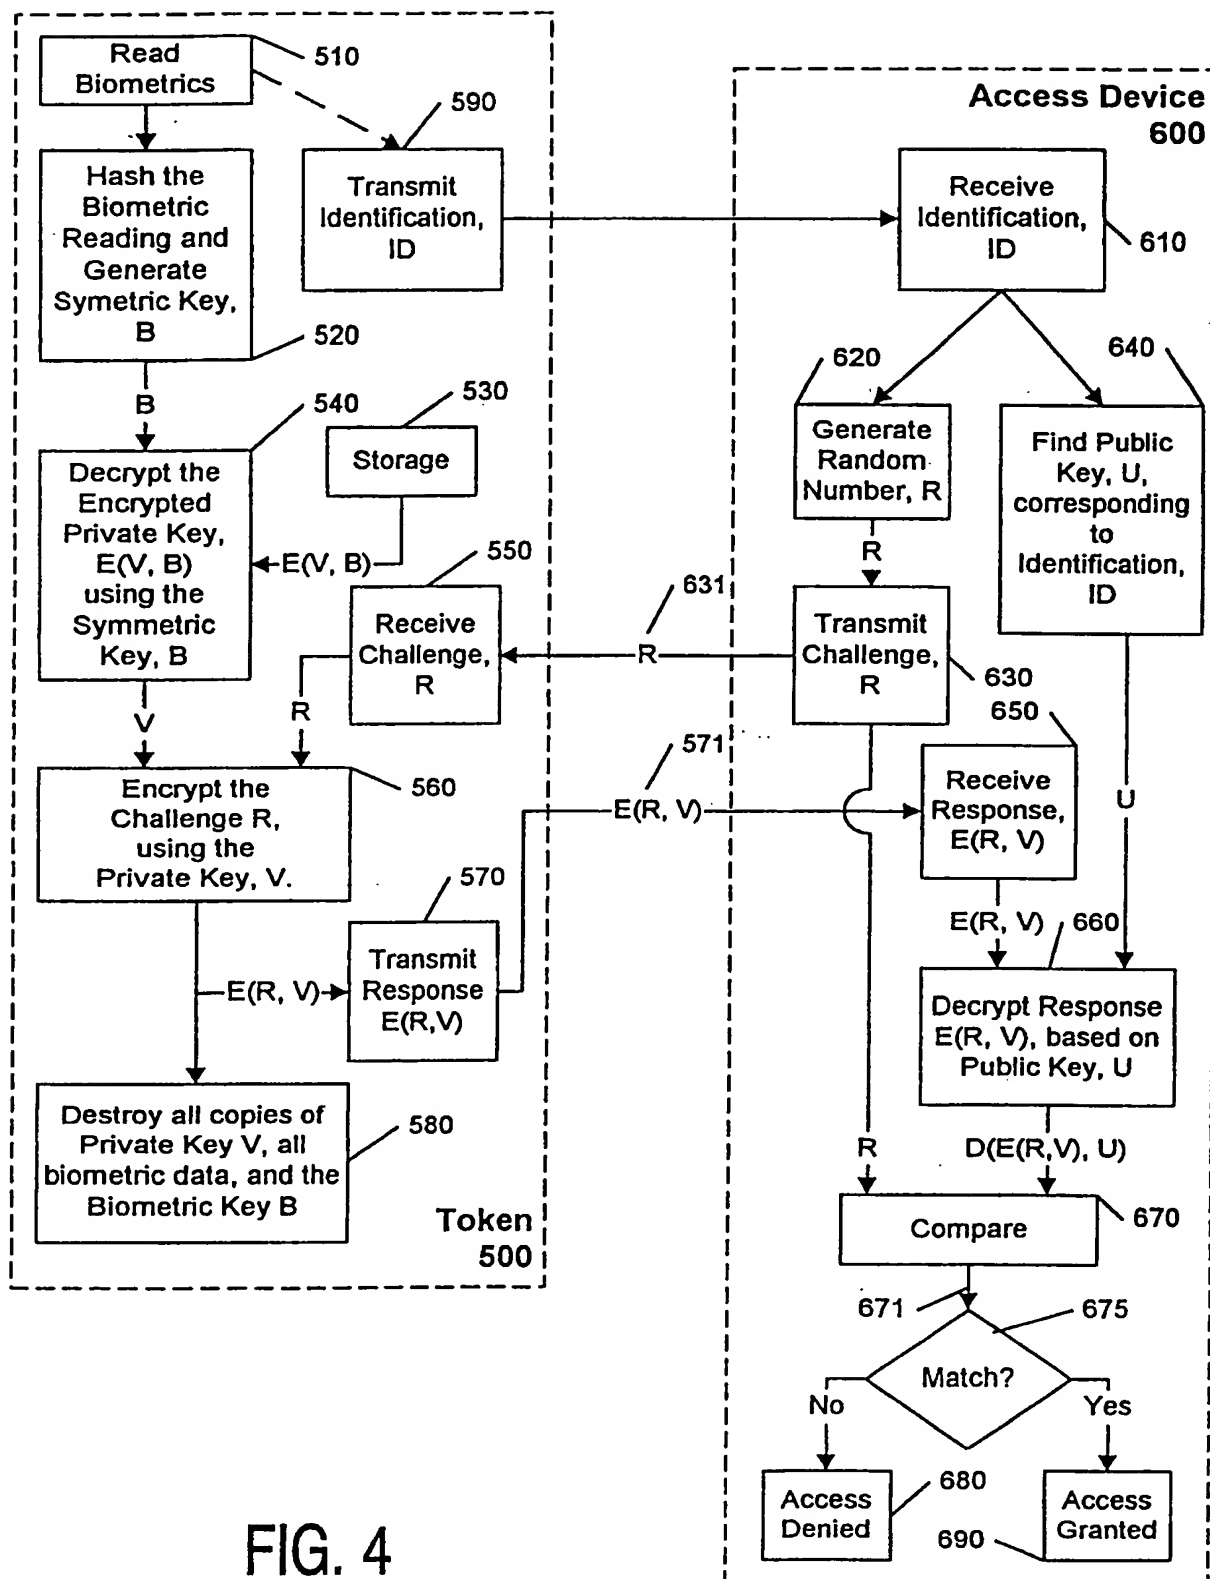 Read
Biometrics
510
590
Hash the
Biometric
Reading and
Generate
Symetric Key,
B
520
Transmit
Identification,
ID
B
540
530
Storage
Decrypt the
Encrypted
Private Key,
E(V, B)
using the
Symmetric
Key, B
E(V, B)
550
Receive
Challenge,
R
V
R
560
Encrypt the
Challenge R,
using the
Private Key, V.
570
E(R, V)
Transmit
Response
E(R,V)
Destroy all copies of
Private Key V, all
biometric data, and the
Biometric Key B
580
Token
500
631
R
571
E(R, V)
Access Device
600
Receive
Identification,
ID
610
620
640
Generate
Random
Number, R
Find Public
Key, U,
corresponding
to
Identification,
ID
R
Transmit
Challenge,
R
630
650
Receive
Response,
E(R, V)
U
E(R, V)
660
Decrypt Response
E(R, V), based on
Public Key, U
R
D(E(R,V), U)
670
Compare
671
675
Match?
No
Yes
Access
Denied
680
Access
Granted
690
FIG. 4